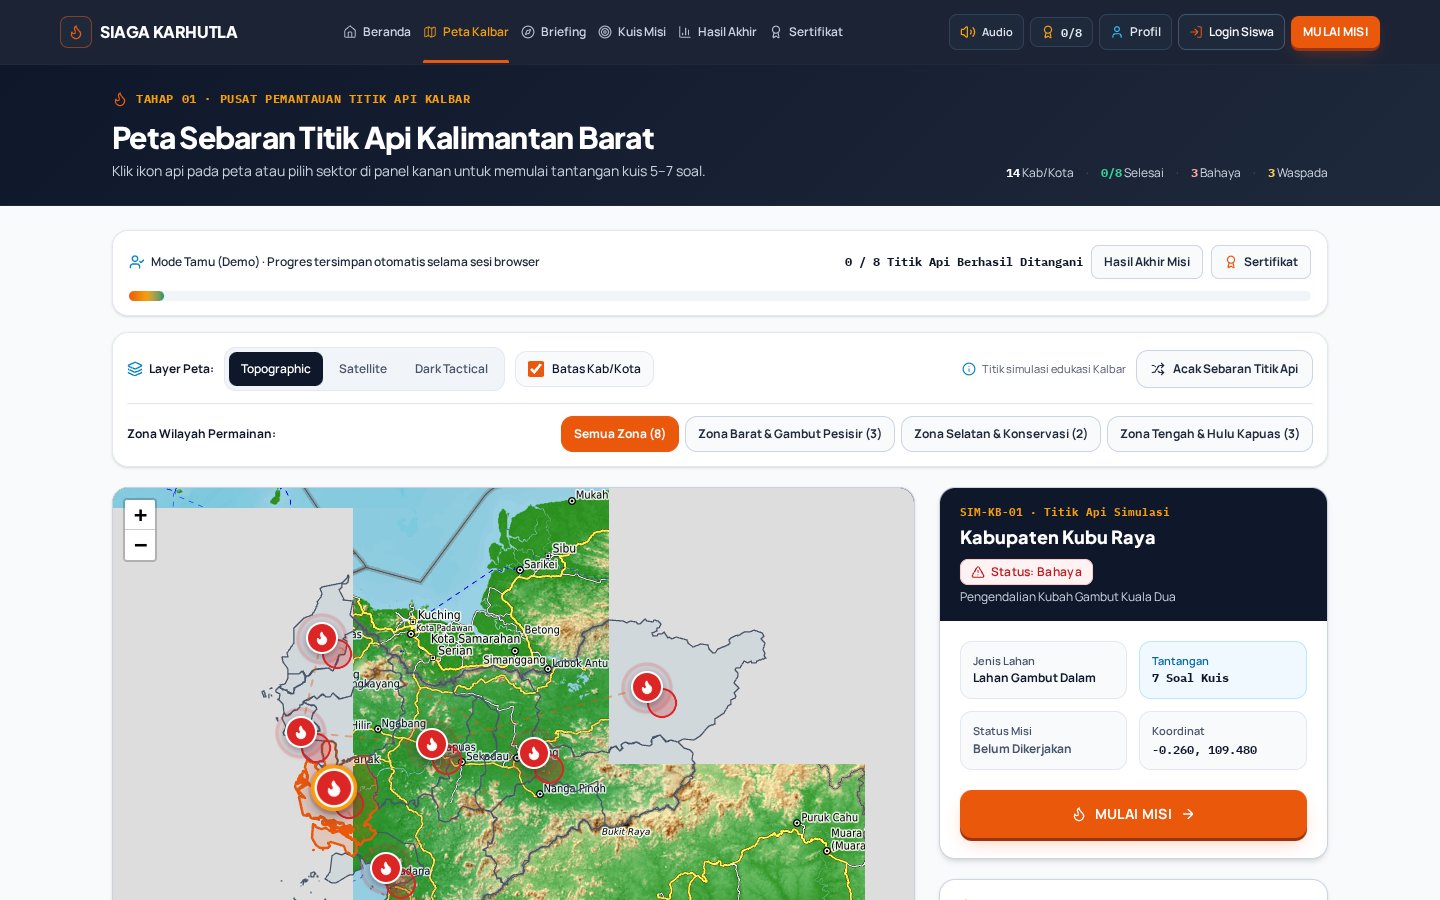 SIAGA KARHUTLA
Beranda
Peta Kalbar
Briefing
Kuis Misi
Hasil Akhir
Sertifikat
Audio
0/8
Profil
Login Siswa
MULAI MISI
TAHAP 01 · PUSAT PEMANTAUAN TITIK API KALBAR
Peta Sebaran Titik Api Kalimantan Barat
Klik ikon api pada peta atau pilih sektor di panel kanan untuk memulai tantangan kuis 5–7 soal.
14 Kab/Kota · 0/8 Selesai · 3 Bahaya · 3 Waspada
Mode Tamu (Demo) · Progres tersimpan otomatis selama sesi browser
0 / 8 Titik Api Berhasil Ditangani
Hasil Akhir Misi
Sertifikat
Layer Peta:
Topographic
Satellite
Dark Tactical
Batas Kab/Kota
Titik simulasi edukasi Kalbar
Acak Sebaran Titik Api
Zona Wilayah Permainan:
Semua Zona (8)
Zona Barat & Gambut Pesisir (3)
Zona Selatan & Konservasi (2)
Zona Tengah & Hulu Kapuas (3)
+
−
Mukah
Sibu
Sarikei
Kuching
Kota Padawan
Kota Samarahan
Betong
Serian
Simanggang
Lubok Antu
ngkayang
Hilir
Ngabang
apuas
Sekadau
ng
anak
Nanga Pinoh
Bukit Raya
Puruk Cahu
Muara
(Muara
adana
SIM-KB-01 · Titik Api Simulasi
Kabupaten Kubu Raya
Status: Bahaya
Pengendalian Kubah Gambut Kuala Dua
Jenis Lahan
Lahan Gambut Dalam
Tantangan
7 Soal Kuis
Status Misi
Belum Dikerjakan
Koordinat
-0.260, 109.480
MULAI MISI →